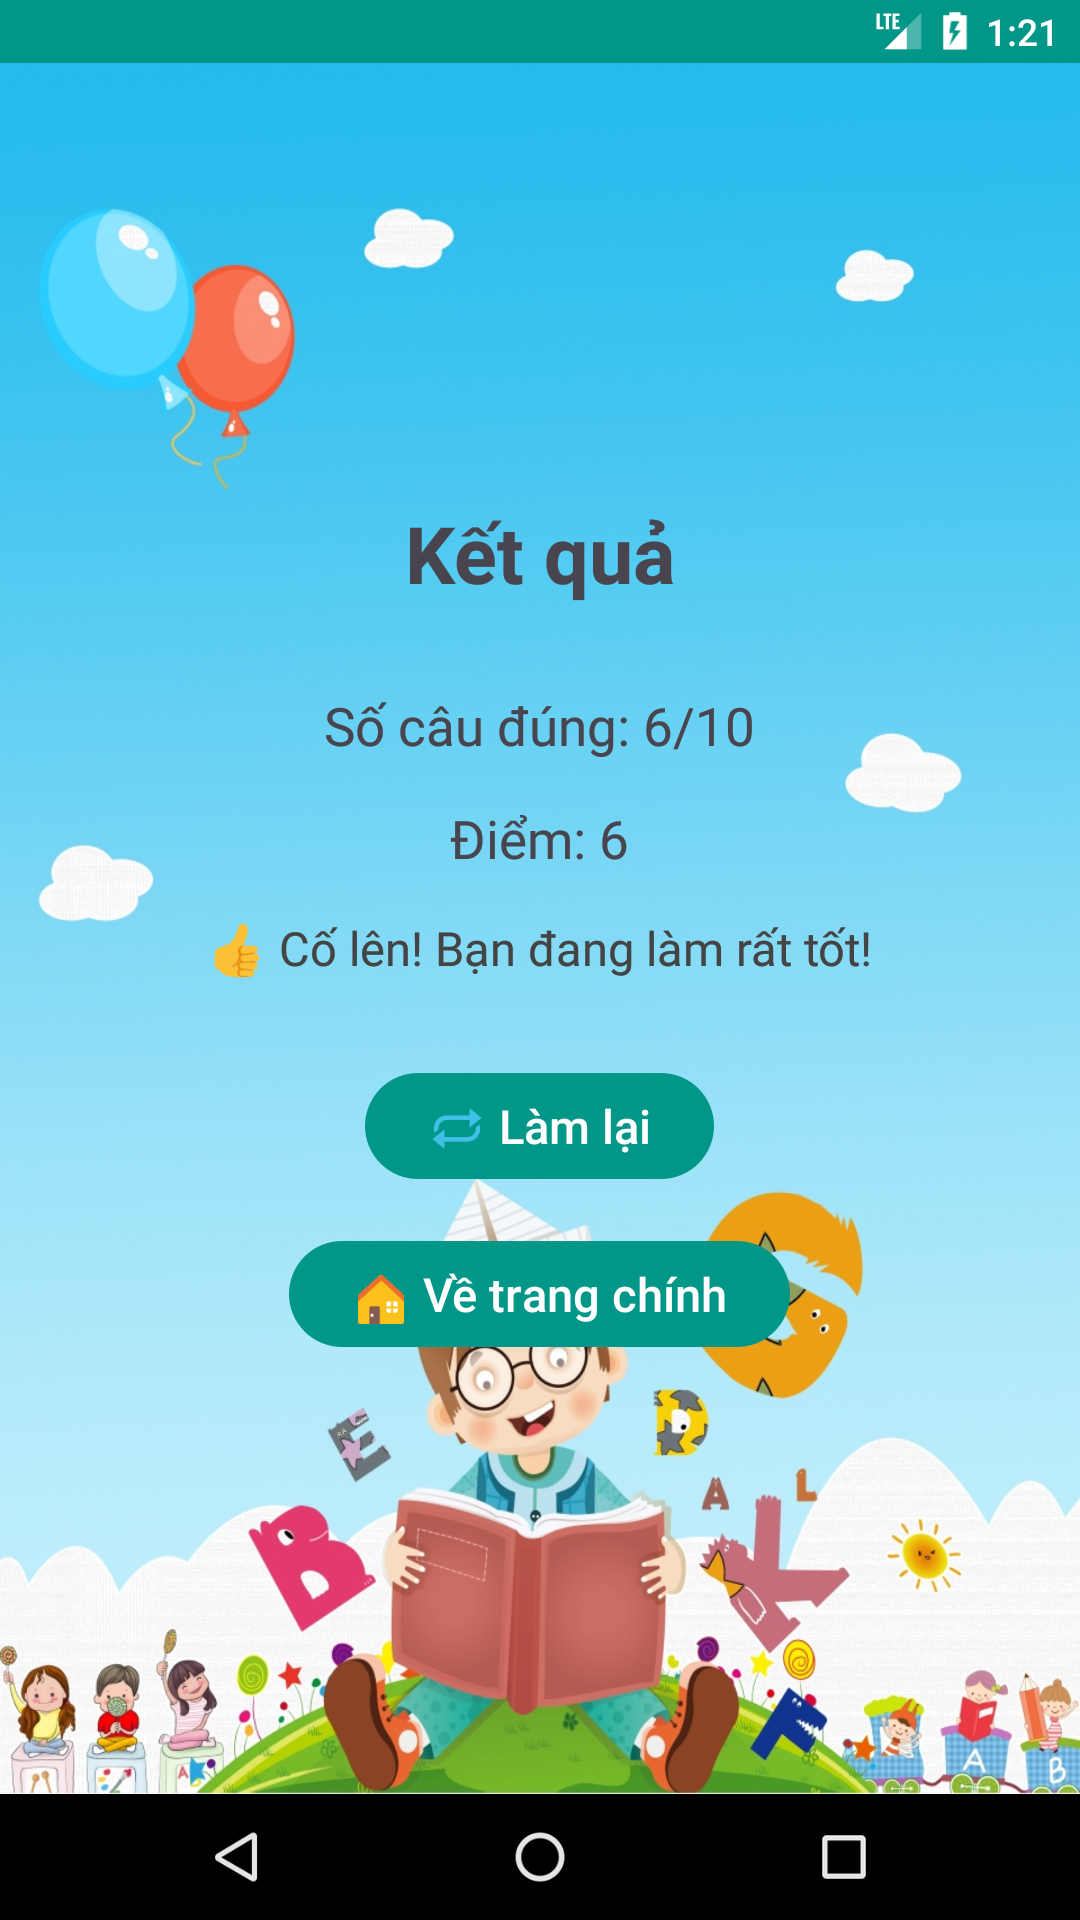 LTE 1:21
Kết quả
Số câu đúng: 6/10
Điểm: 6
👍 Cố lên! Bạn đang làm rất tốt!
🔁 Làm lại
🏠 Về trang chính
E
D
A
L
B
K
F
A
A
B